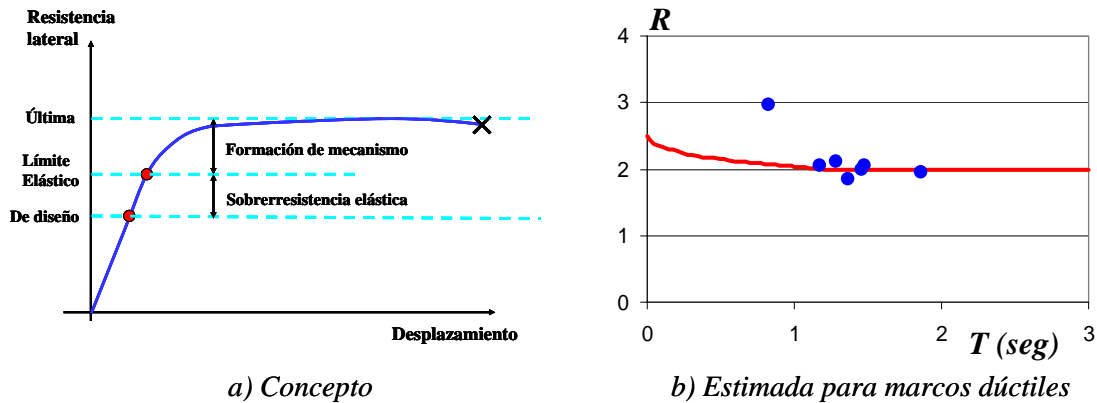 Resistencia
lateral
Última
Formación de mecanismo
Límite
Elástico
Sobrerresistencia elástica
De diseño
Desplazamiento
a) Concepto
R
4
3
2
1
0
0
1
2
3
T (seg)
b) Estimada para marcos dúctiles